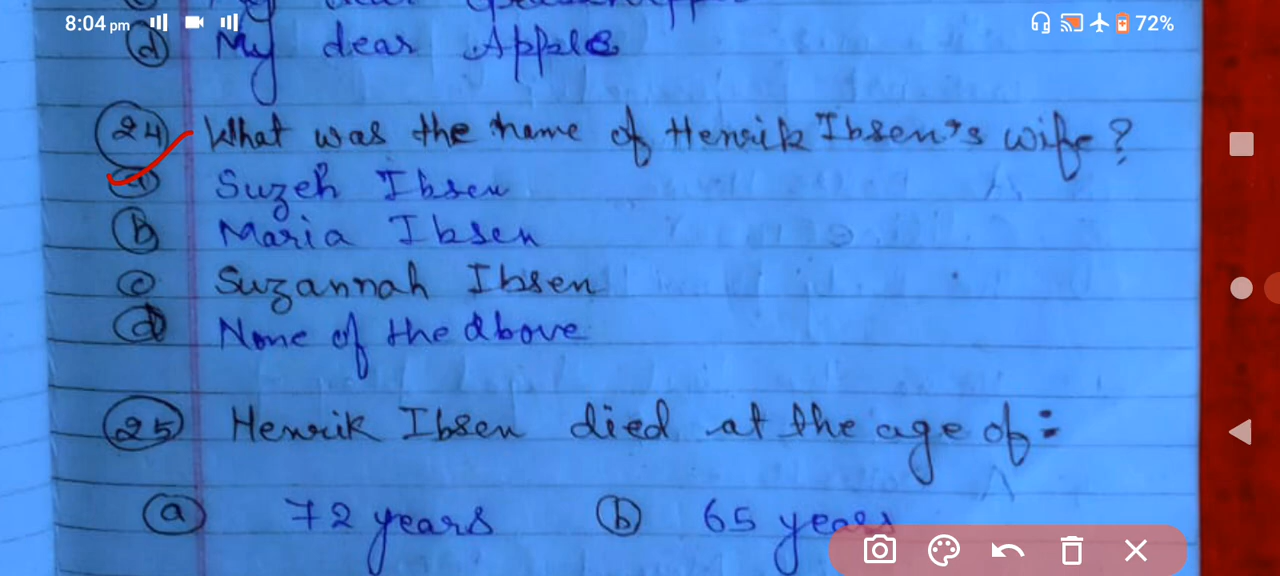 8:04 pm 72%
(d) My dear Apple
(24) What was the name of Henrik Ibsen's wife?
(a) Suzeh Ibsen
(b) Maria Ibsen
(c) Suzannah Ibsen
(d) None of the above
(25) Henrik Ibsen died at the age of:
(a) 72 years (b) 65 years